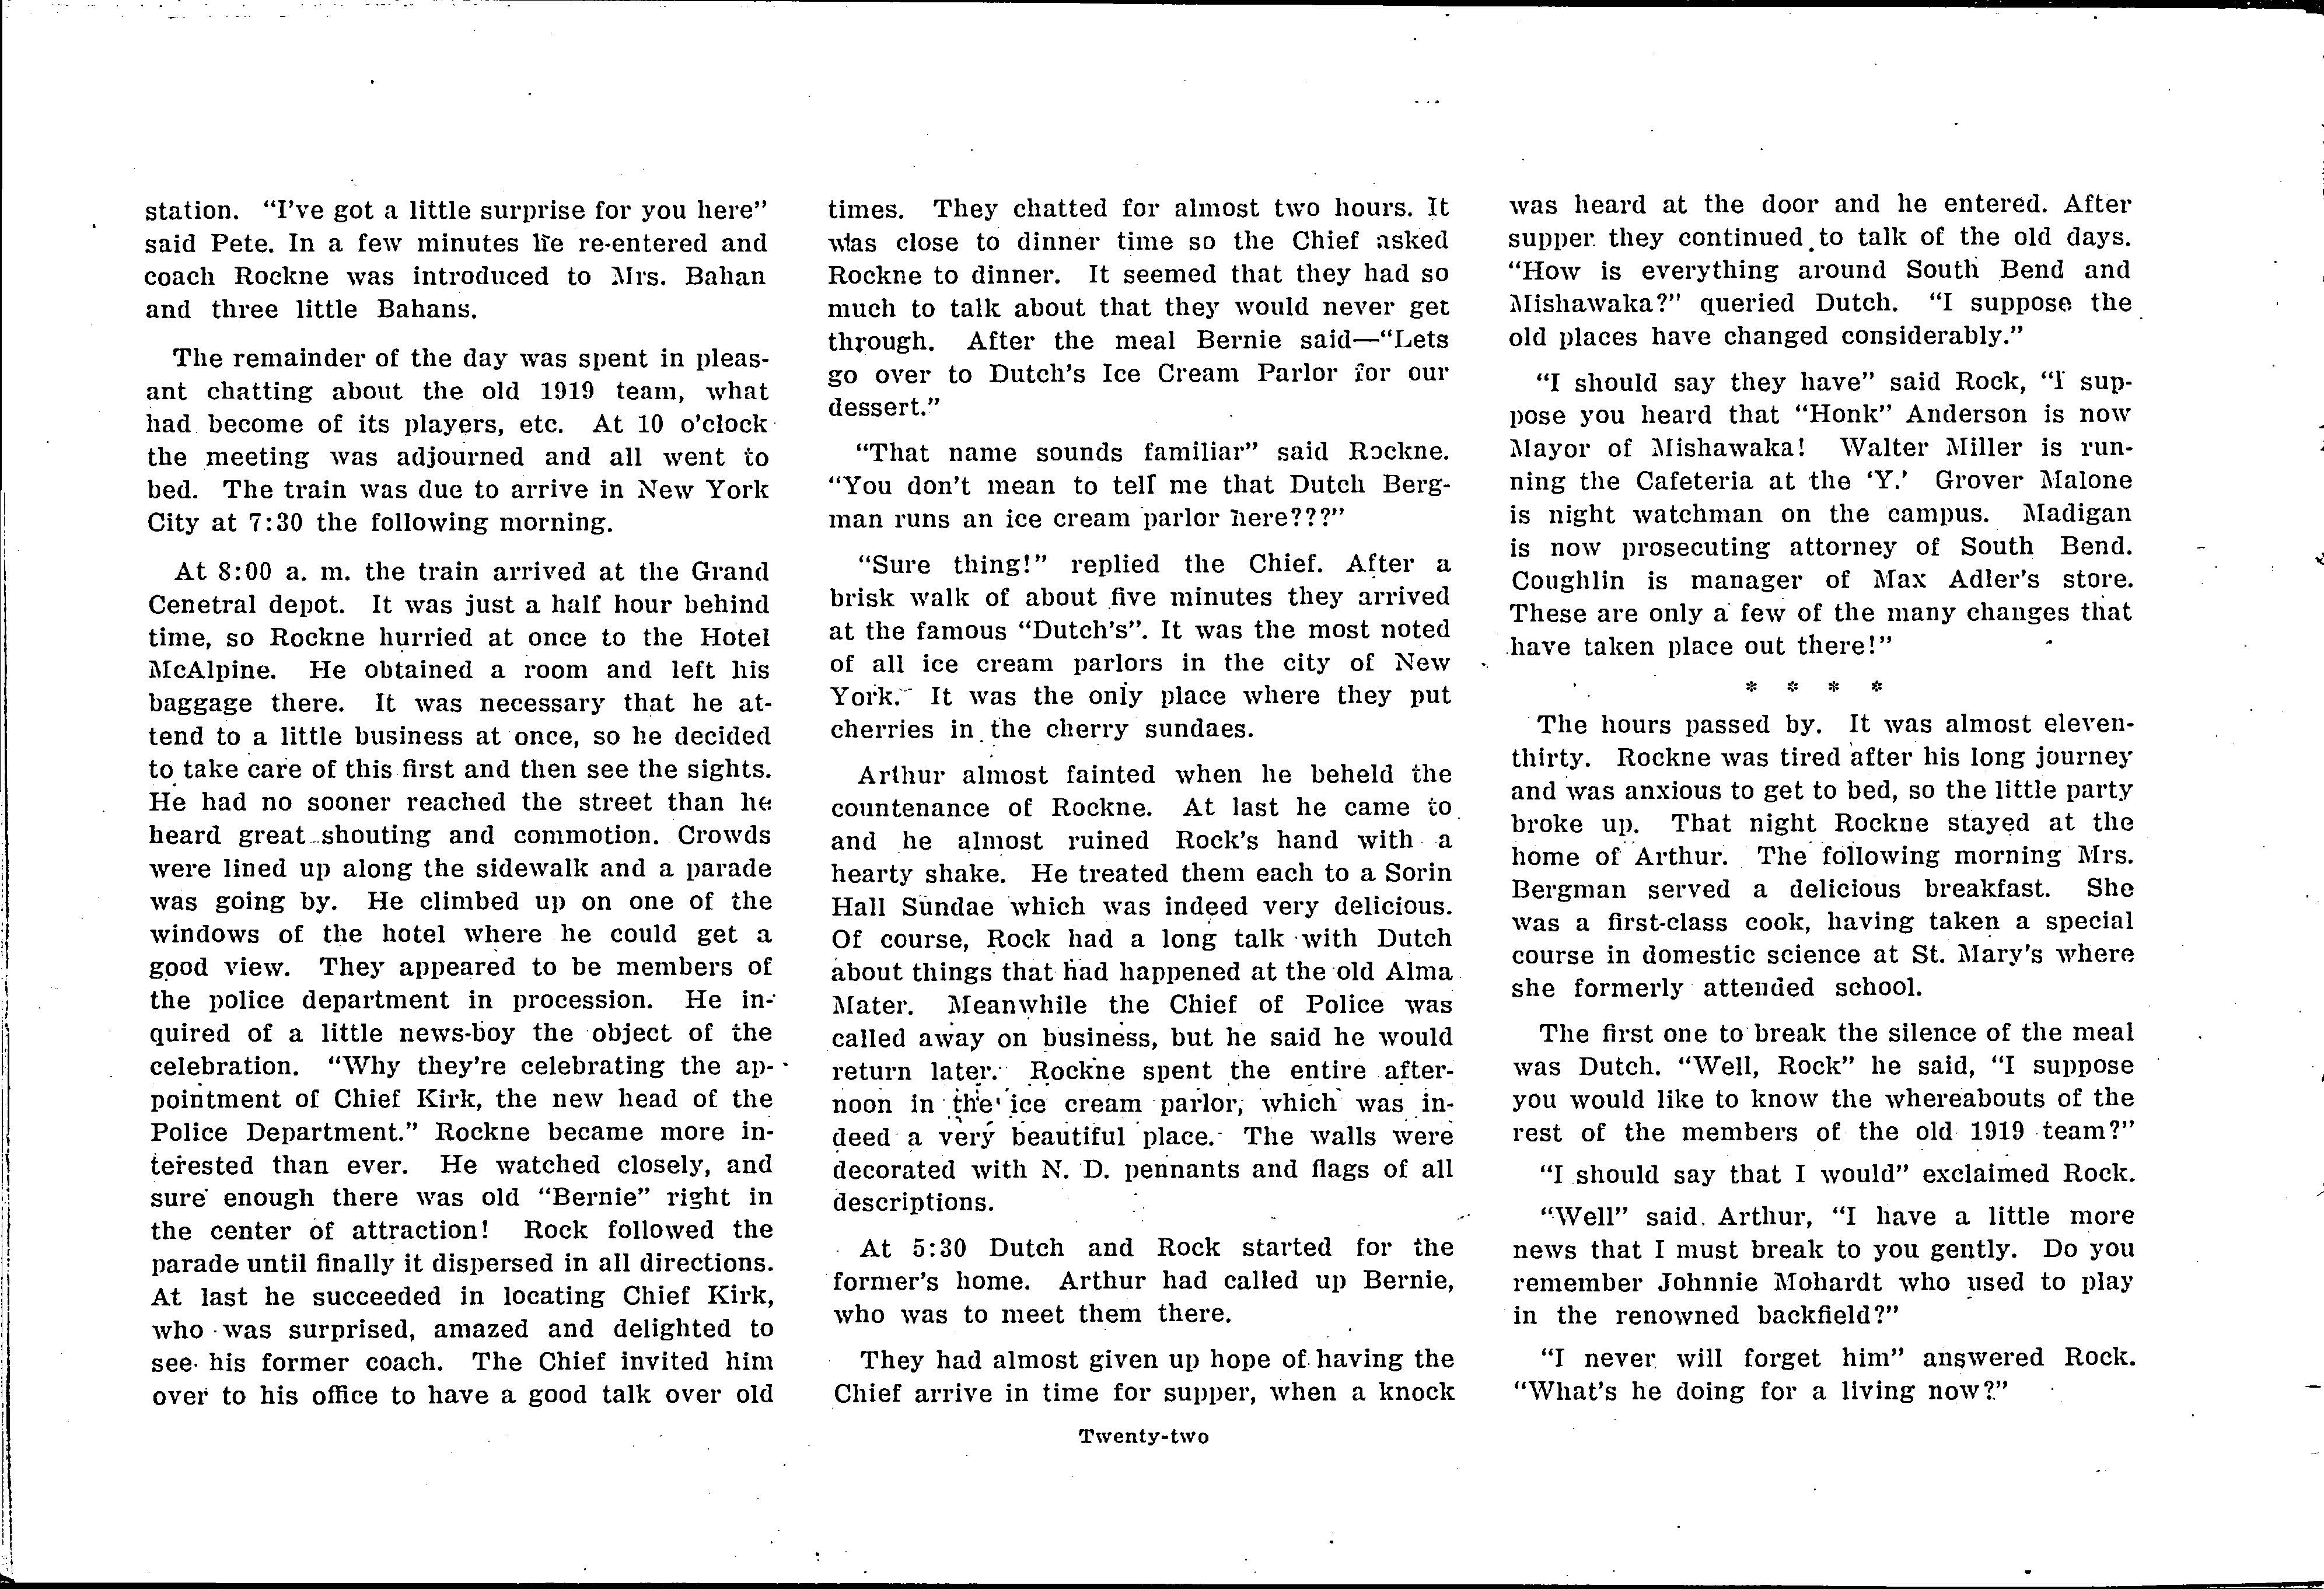 station. "I've got a little surprise for you here"
said Pete. In a few minutes he re-entered and
coach Rockne was introduced to Mrs. Bahan
and three little Bahans.
The remainder of the day was spent in pleas-
ant chatting about the old 1919 team, what
had become of its players, etc. At 10 o'clock
the meeting was adjourned and all went to
bed. The train was due to arrive in New York
City at 7:30 the following morning.
At 8:00 a. m. the train arrived at the Grand
Cenetral depot. It was just a half hour behind
time, so Rockne hurried at once to the Hotel
McAlpine. He obtained a room and left his
baggage there. It was necessary that he at-
tend to a little business at once, so he decided
to take care of this first and then see the sights.
He had no sooner reached the street than he
heard great shouting and commotion. Crowds
were lined up along the sidewalk and a parade
was going by. He climbed up on one of the
windows of the hotel where he could get a
good view. They appeared to be members of
the police department in procession. He in-
quired of a little news-boy the object of the
celebration. "Why they're celebrating the ap-
pointment of Chief Kirk, the new head of the
Police Department." Rockne became more in-
terested than ever. He watched closely, and
sure enough there was old "Bernie" right in
the center of attraction! Rock followed the
parade until finally it dispersed in all directions.
At last he succeeded in locating Chief Kirk,
who was surprised, amazed and delighted to
see his former coach. The Chief invited him
over to his office to have a good talk over old
times. They chatted for almost two hours. It
was close to dinner time so the Chief asked
Rockne to dinner. It seemed that they had so
much to talk about that they would never get
through. After the meal Bernie said—"Lets
go over to Dutch's Ice Cream Parlor for our
dessert."
"That name sounds familiar" said Rockne.
"You don't mean to tell me that Dutch Berg-
man runs an ice cream parlor here???"
"Sure thing!" replied the Chief. After a
brisk walk of about five minutes they arrived
at the famous "Dutch's". It was the most noted
of all ice cream parlors in the city of New
York. It was the only place where they put
cherries in the cherry sundaes.
Arthur almost fainted when he beheld the
countenance of Rockne. At last he came to
and he almost ruined Rock's hand with a
hearty shake. He treated them each to a Sorin
Hall Sundae which was indeed very delicious.
Of course, Rock had a long talk with Dutch
about things that had happened at the old Alma
Mater. Meanwhile the Chief of Police was
called away on business, but he said he would
return later. Rockne spent the entire after-
noon in the ice cream parlor, which was in-
deed a very beautiful place. The walls were
decorated with N. D. pennants and flags of all
descriptions.
At 5:30 Dutch and Rock started for the
former's home. Arthur had called up Bernie,
who was to meet them there.
They had almost given up hope of having the
Chief arrive in time for supper, when a knock
was heard at the door and he entered. After
supper they continued to talk of the old days.
"How is everything around South Bend and
Mishawaka?" queried Dutch. "I suppose the
old places have changed considerably."
"I should say they have" said Rock, "I sup-
pose you heard that "Honk" Anderson is now
Mayor of Mishawaka! Walter Miller is run-
ning the Cafeteria at the 'Y.' Grover Malone
is night watchman on the campus. Madigan
is now prosecuting attorney of South Bend.
Coughlin is manager of Max Adler's store.
These are only a few of the many changes that
have taken place out there!"
* * * *
The hours passed by. It was almost eleven-
thirty. Rockne was tired after his long journey
and was anxious to get to bed, so the little party
broke up. That night Rockne stayed at the
home of Arthur. The following morning Mrs.
Bergman served a delicious breakfast. She
was a first-class cook, having taken a special
course in domestic science at St. Mary's where
she formerly attended school.
The first one to break the silence of the meal
was Dutch. "Well, Rock" he said, "I suppose
you would like to know the whereabouts of the
rest of the members of the old 1919 team?"
"I should say that I would" exclaimed Rock.
"Well" said Arthur, "I have a little more
news that I must break to you gently. Do you
remember Johnnie Mohardt who used to play
in the renowned backfield?"
"I never will forget him" answered Rock.
"What's he doing for a living now?"
Twenty-two